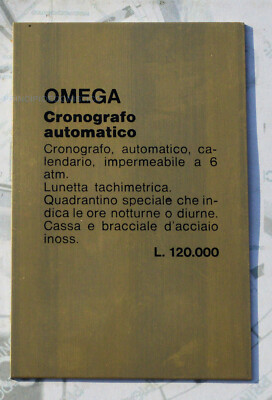 OMEGA
Cronografo
automatico
Cronografo, automatico, ca-
lendario, impermeabile a 6
atm.
Lunetta tachimetrica.
Quadrantino speciale che in-
dica le ore notturne o diurne.
Cassa e bracciale d'acciaio
inoss.
L. 120.000